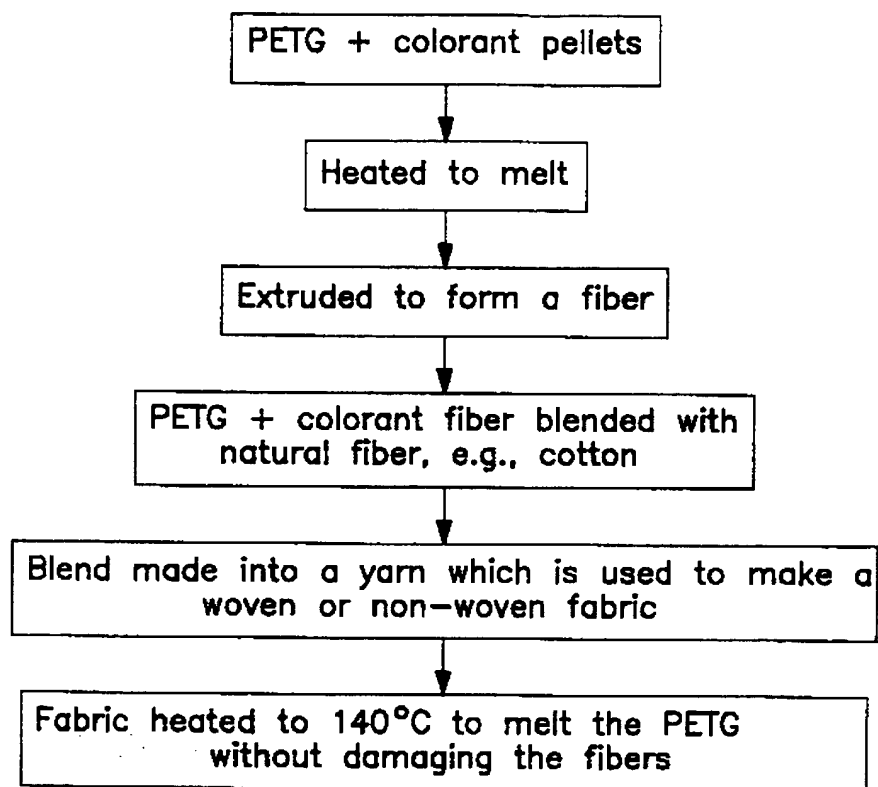 PETG + colorant pellets
Heated to melt
Extruded to form a fiber
PETG + colorant fiber blended with
natural fiber, e.g., cotton
Blend made into a yarn which is used to make a
woven or non-woven fabric
Fabric heated to 140°C to melt the PETG
without damaging the fibers